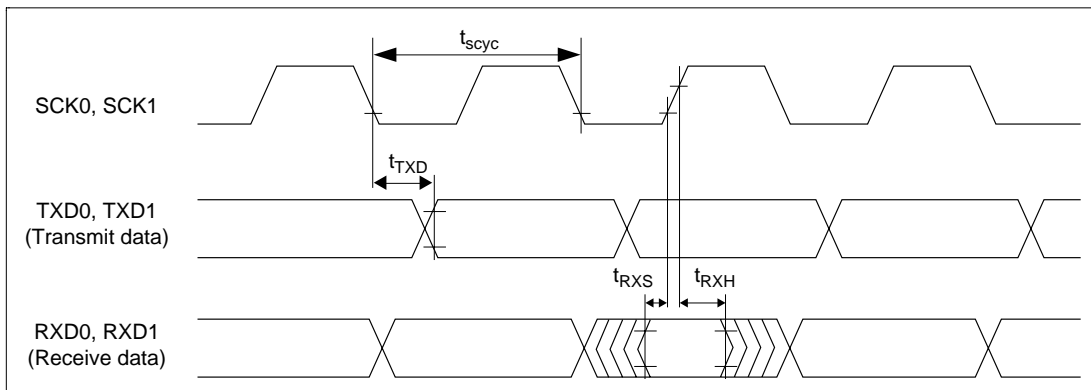 tscyc
SCK0, SCK1
tTXD
TXD0, TXD1
(Transmit data)
tRXS
tRXH
RXD0, RXD1
(Receive data)